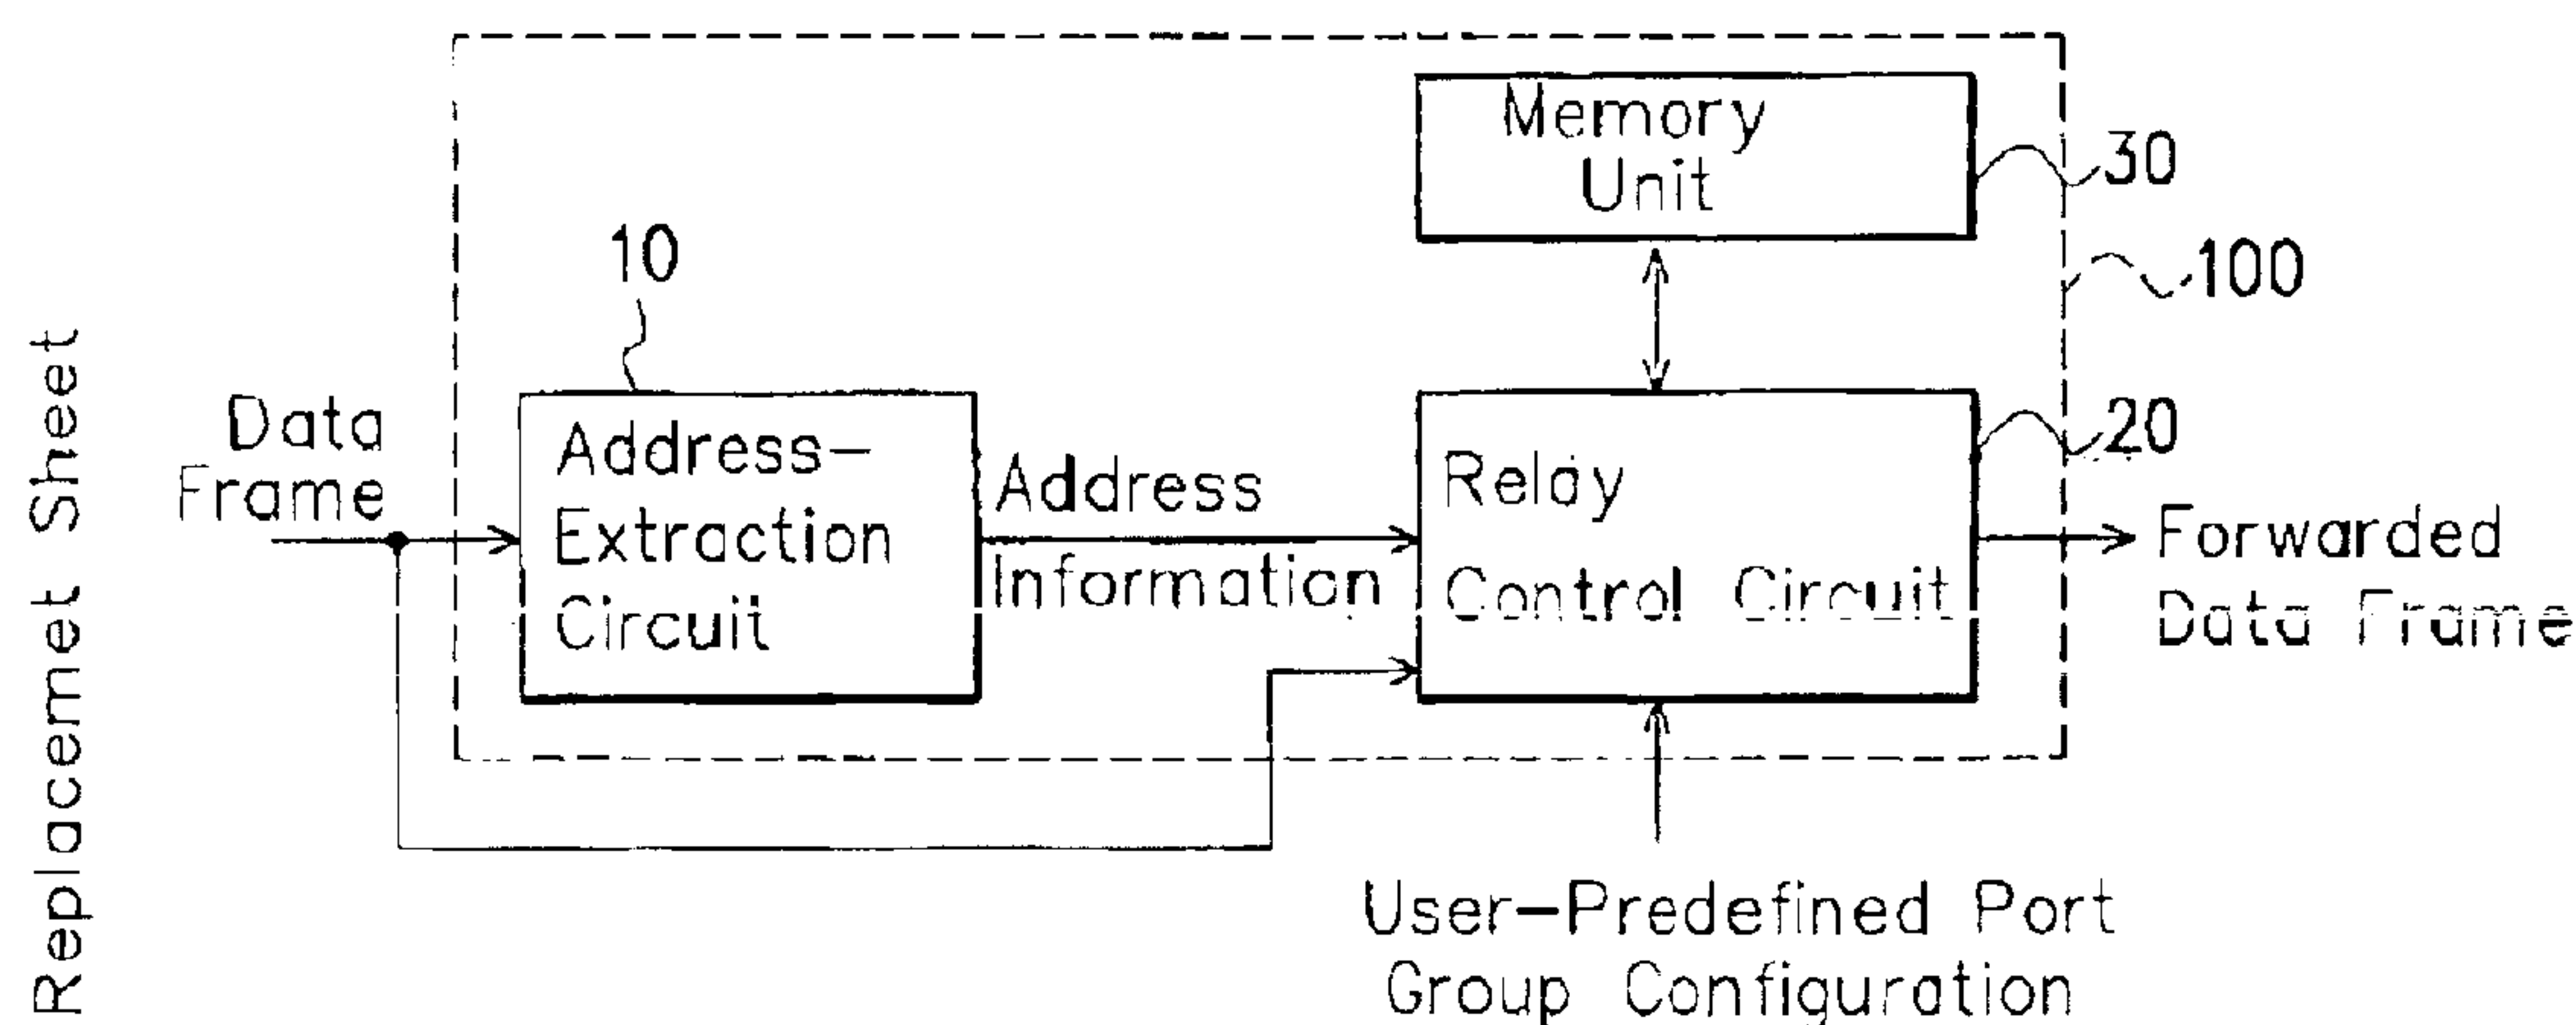 Replacemet Sheet
Memory
Unit
30
10
100
Data
Frame
Address-
Extraction
Circuit
Address
Information
Relay
Control Circuit
20
Forwarded
Data Frame
User-Predefined Port
Group Configuration